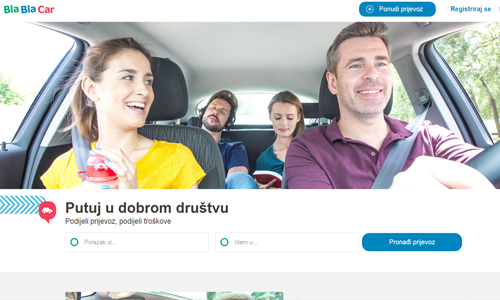 BlaBlaCar
Ponudi prijevoz
Registriraj se
Putuj u dobrom društvu
Podijeli prijevoz, podijeli troškove
Polazak iz...
Idem u...
Pronađi prijevoz